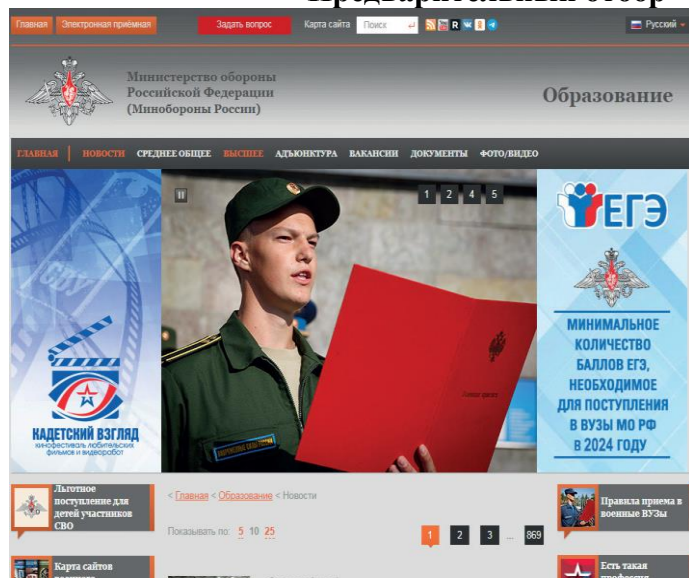 Предварительный отбор
Главная Электронная приёмная Задать вопрос Карта сайта Поиск Русский
Министерство обороны
Российской Федерации
(Минобороны России)
Образование
ГЛАВНАЯ НОВОСТИ СРЕДНЕЕ ОБЩЕЕ ВЫСШЕЕ АДЪЮНКТУРА ВАКАНСИИ ДОКУМЕНТЫ ФОТО/ВИДЕО
1 2 4 5
КАДЕТСКИЙ ВЗГЛЯД
кинофестиваль любительских
фильмов и видеоработ
ЕГЭ
МИНИМАЛЬНОЕ
КОЛИЧЕСТВО
БАЛЛОВ ЕГЭ,
НЕОБХОДИМОЕ
ДЛЯ ПОСТУПЛЕНИЯ
В ВУЗЫ МО РФ
В 2024 ГОДУ
Льготное
поступление для
детей участников
СВО
< Главная < Образование < Новости
Показывать по: 5 10 25
1 2 3 ... 869
Правила приема в
военные ВУЗы
Карта сайтов
Есть такая